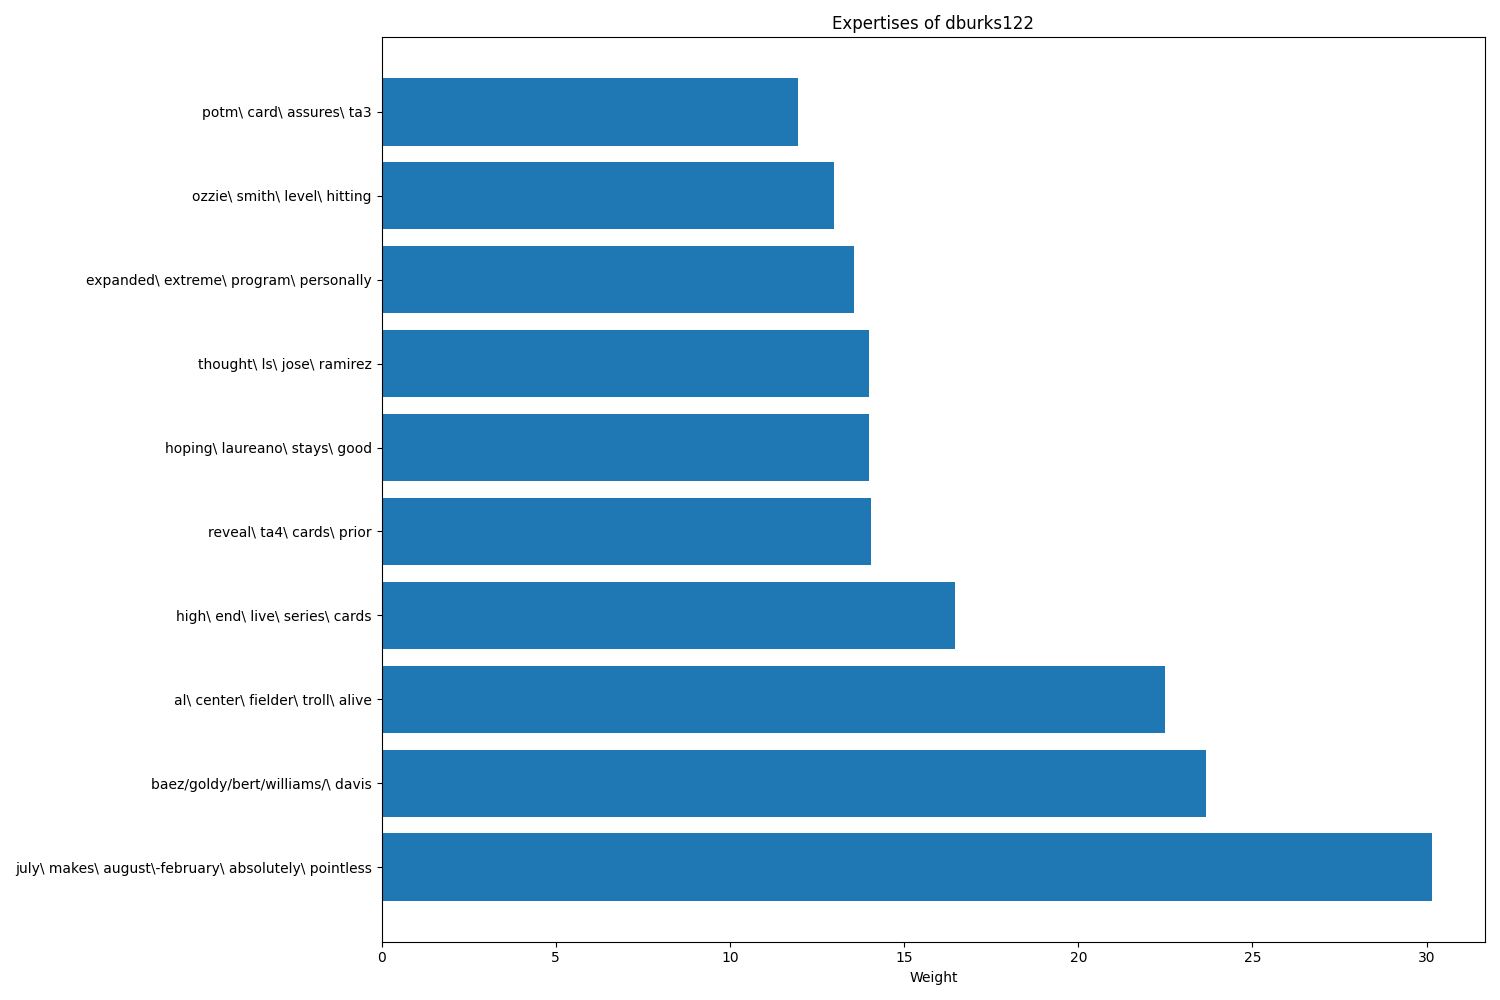 Expertises of dburks122
potm\ card\ assures\ ta3
ozzie\ smith\ level\ hitting
expanded\ extreme\ program\ personally
thought\ ls\ jose\ ramirez
hoping\ laureano\ stays\ good
reveal\ ta4\ cards\ prior
high\ end\ live\ series\ cards
al\ center\ fielder\ troll\ alive
baez/goldy/bert/williams/\ davis
july\ makes\ august\-february\ absolutely\ pointless
0 5 10 15 20 25 30
Weight